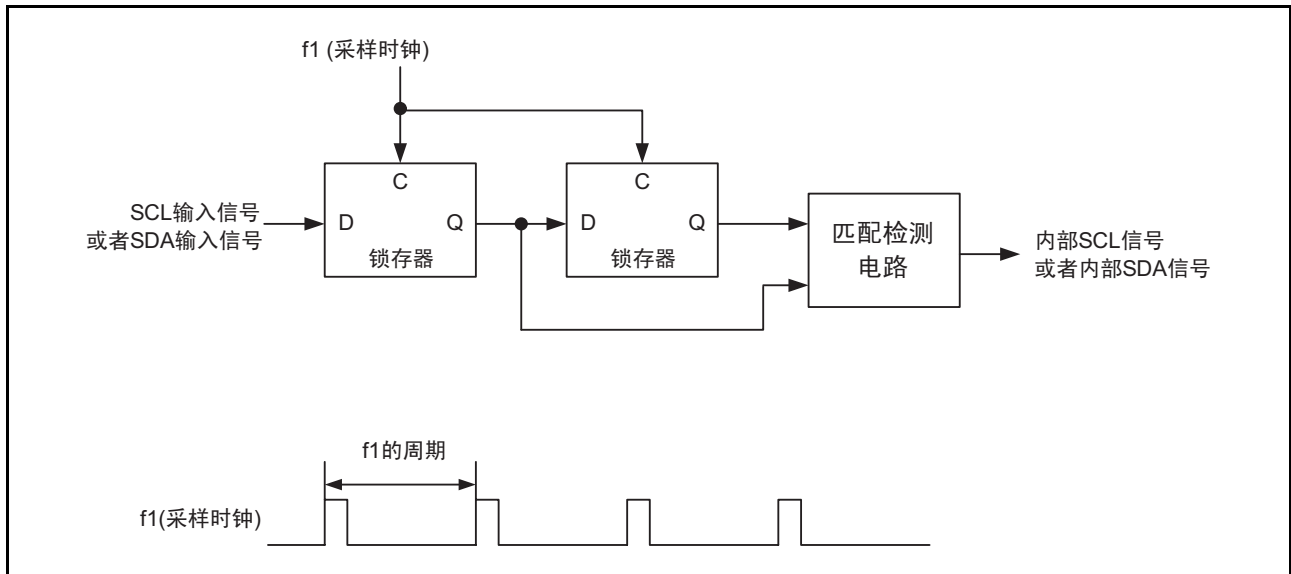 f1 (采样时钟)
C
C
SCL输入信号
或者SDA输入信号
D
Q
D
Q
锁存器
锁存器
匹配检测
电路
内部SCL信号
或者内部SDA信号
f1的周期
f1(采样时钟)